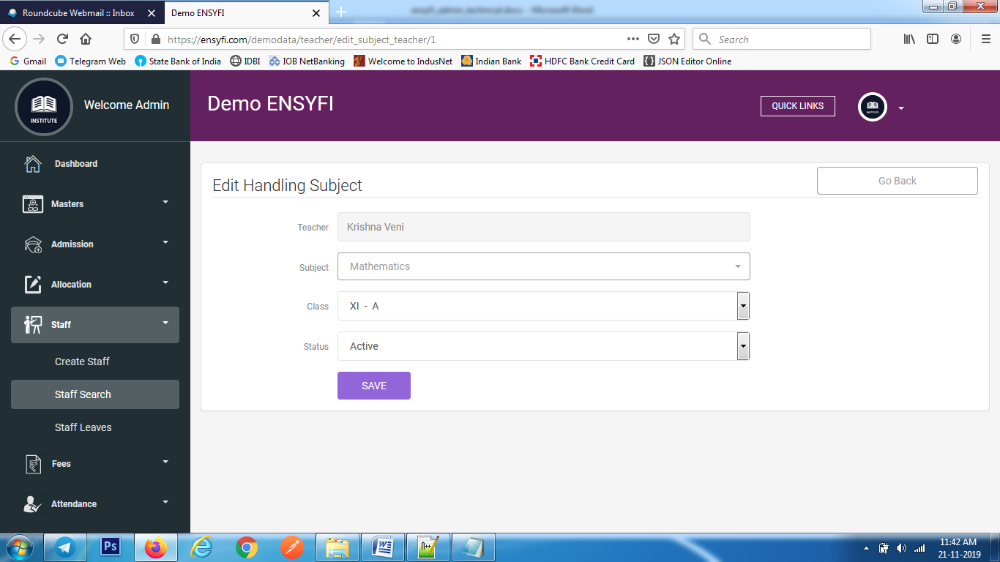 Roundcube Webmail :: Inbox
Demo ENSYFI
ensyfi_admin_technical.docx - Microsoft Word
https://ensyfi.com/demodata/teacher/edit_subject_teacher/1
Search
Gmail
Telegram Web
State Bank of India
IDBI
IOB NetBanking
Welcome to IndusNet
Indian Bank
HDFC Bank Credit Card
JSON Editor Online
INSTITUTE
Welcome Admin
Demo ENSYFI
QUICK LINKS
INSTITUTE
Dashboard
Masters
Admission
Allocation
Staff
Create Staff
Staff Search
Staff Leaves
Fees
Attendance
Edit Handling Subject
Go Back
Teacher
Krishna Veni
Subject
Mathematics
Class
XI - A
Status
Active
SAVE
Ps
W
11:42 AM
21-11-2019